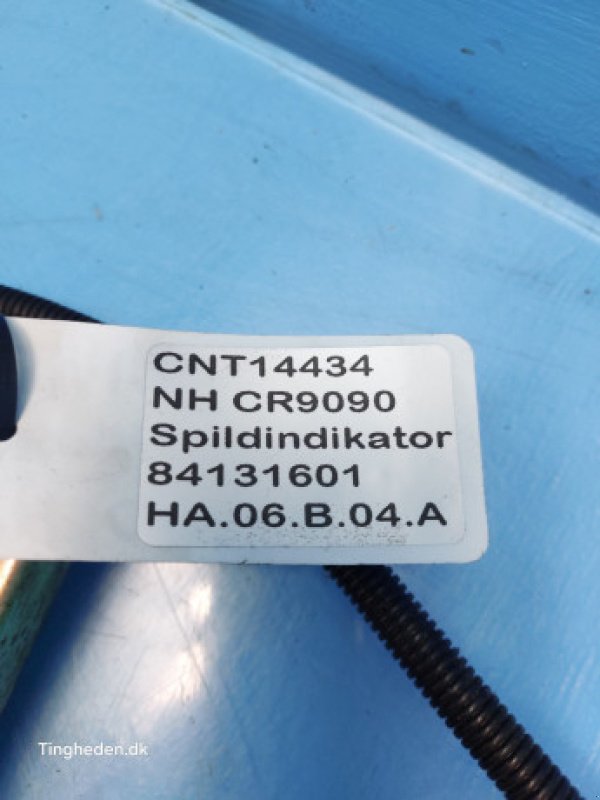 CNT14434
NH CR9090
Spildindikator
84131601
HA.06.B.04.A
Tingheden.dk